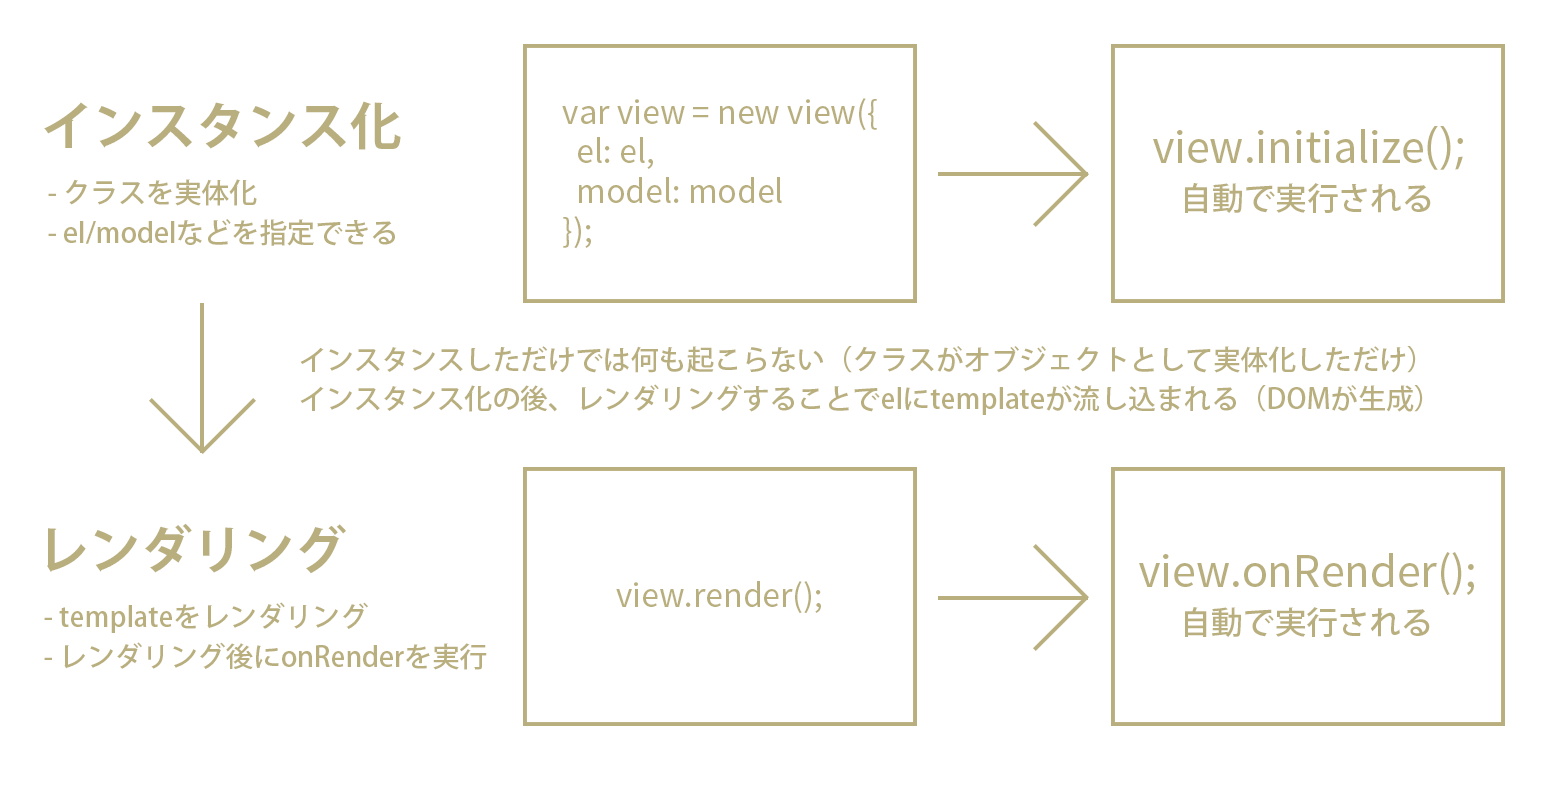 インスタンス化
- クラスを実体化
- el/modelなどを指定できる
var view = new view({
el: el,
model: model
});
view.initialize();
自動で実行される
インスタンスしただけでは何も起こらない（クラスがオブジェクトとして実体化しただけ）
インスタンス化の後、レンダリングすることでelにtemplateが流し込まれる（DOMが生成）
レンダリング
- templateをレンダリング
- レンダリング後にonRenderを実行
view.render();
view.onRender();
自動で実行される